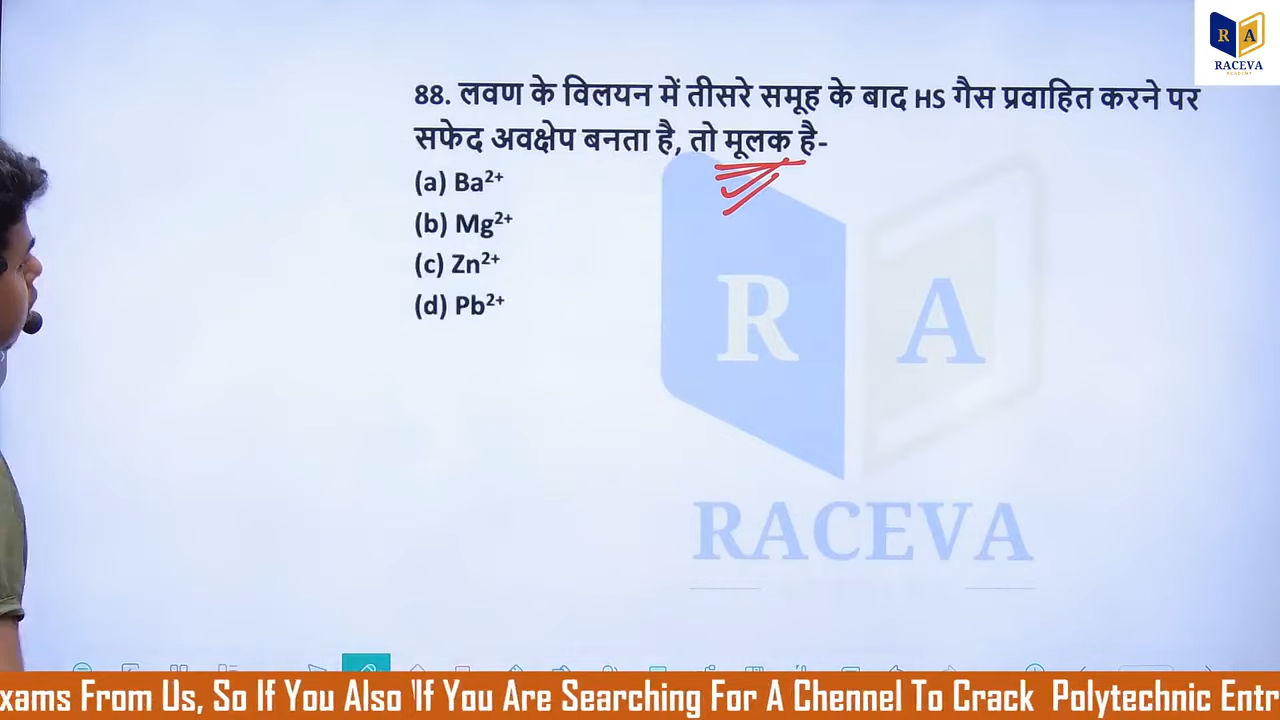 R A
RACEVA
ACADEMY
88. लवण के विलयन में तीसरे समूह के बाद HS गैस प्रवाहित करने पर
सफेद अवक्षेप बनता है, तो मूलक है-
(a) Ba²⁺
(b) Mg²⁺
(c) Zn²⁺
(d) Pb²⁺
R A
RACEVA
xams From Us, So If You Also 'If You Are Searching For A Chennel To Crack Polytechnic Entr